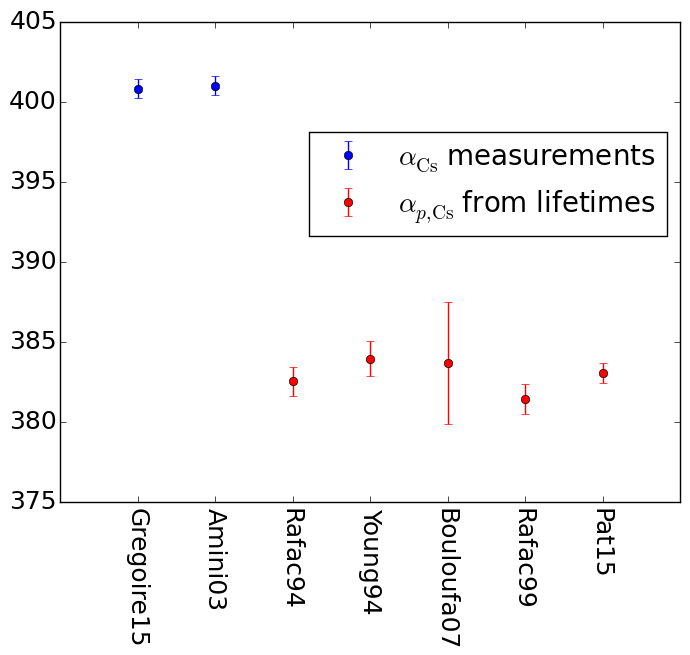 405
400
395
390
385
380
375
α_Cs measurements
α_p,Cs from lifetimes
Gregoire15
Amini03
Rafac94
Young94
Bouloufa07
Rafac99
Pat15